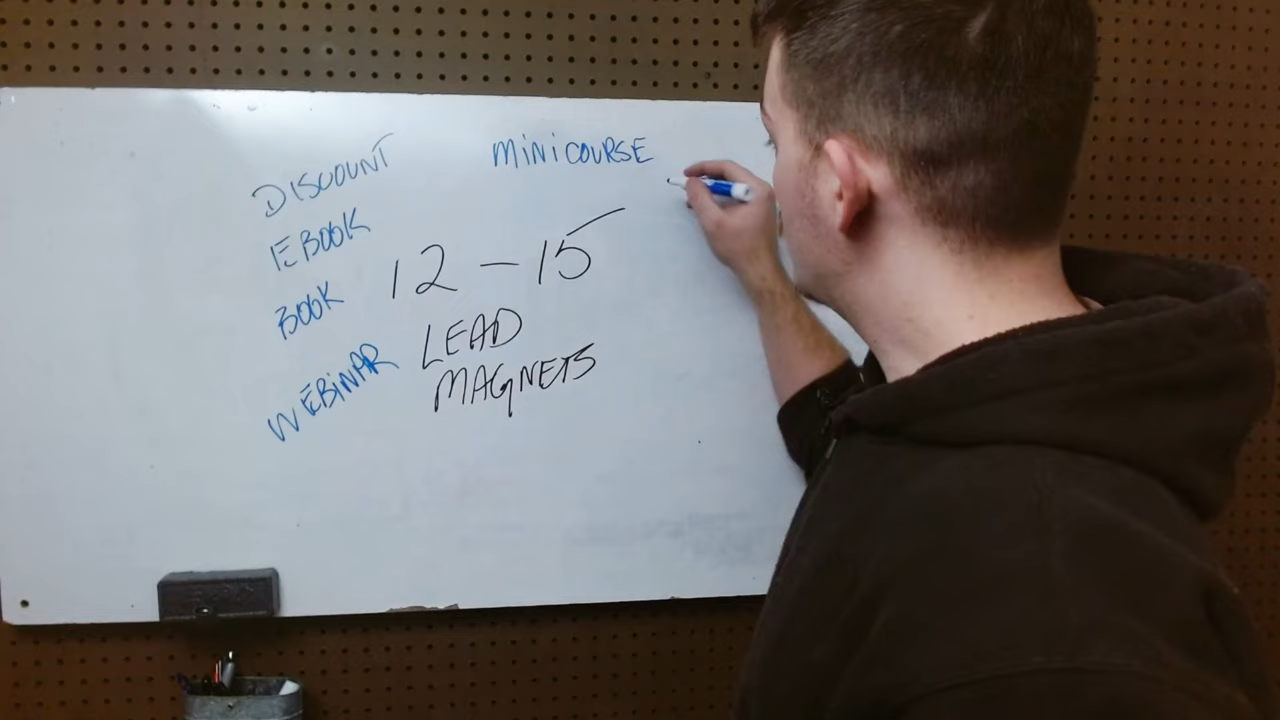 DISCOUNT
EBOOK
BOOK
WEBINAR
MINICOURSE
12 – 15
LEAD
MAGNETS